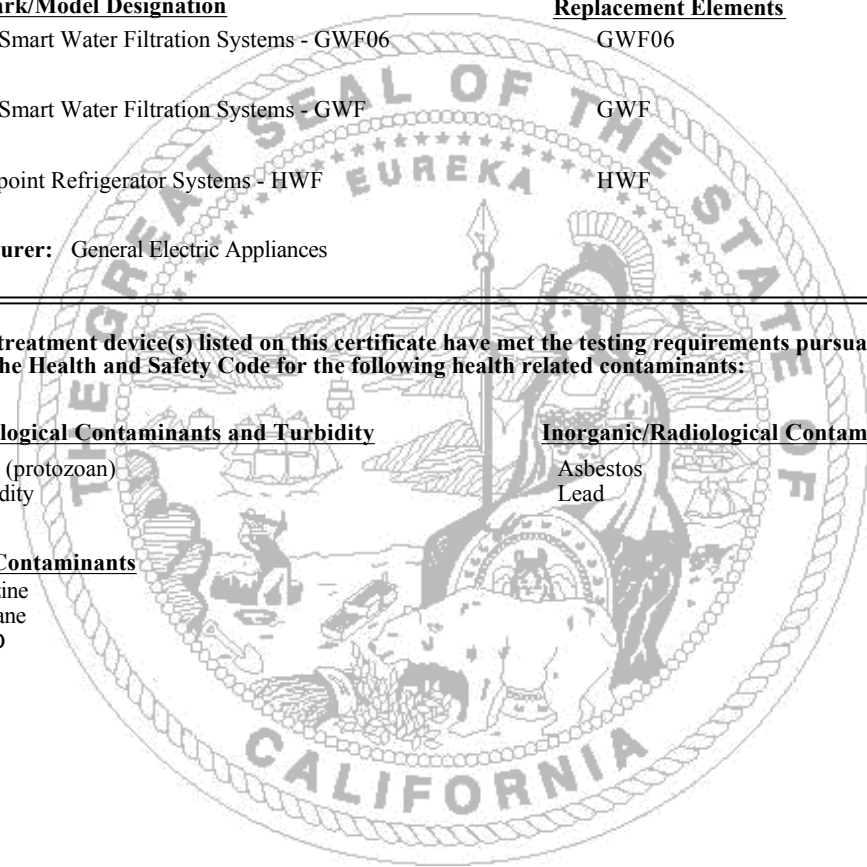 ark/Model Designation Replacement Elements
Smart Water Filtration Systems - GWF06 GWF06
Smart Water Filtration Systems - GWF GWF
point Refrigerator Systems - HWF HWF
urer: General Electric Appliances
treatment device(s) listed on this certificate have met the testing requirements pursua
he Health and Safety Code for the following health related contaminants:
logical Contaminants and Turbidity Inorganic/Radiological Contam
(protozoan) Asbestos
dity Lead
Contaminants
zine
ane
D
THE GREAT SEAL OF THE STATE OF
CALIFORNIA
EUREKA